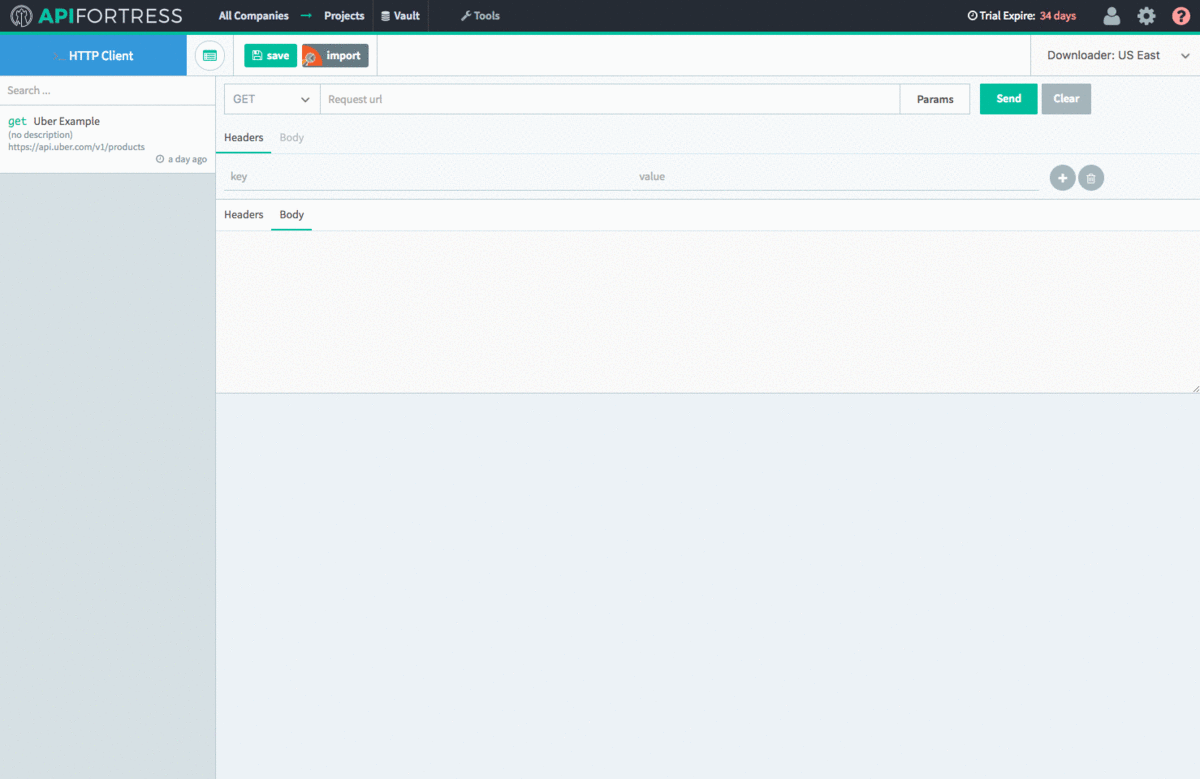 APIFORTRESS All Companies → Projects Vault Tools Trial Expire: 34 days ?
HTTP Client save import Downloader: US East
Search ...
GET Request url Params Send Clear
get Uber Example
(no description)
https://api.uber.com/v1/products
a day ago
Headers Body
key value
Headers Body